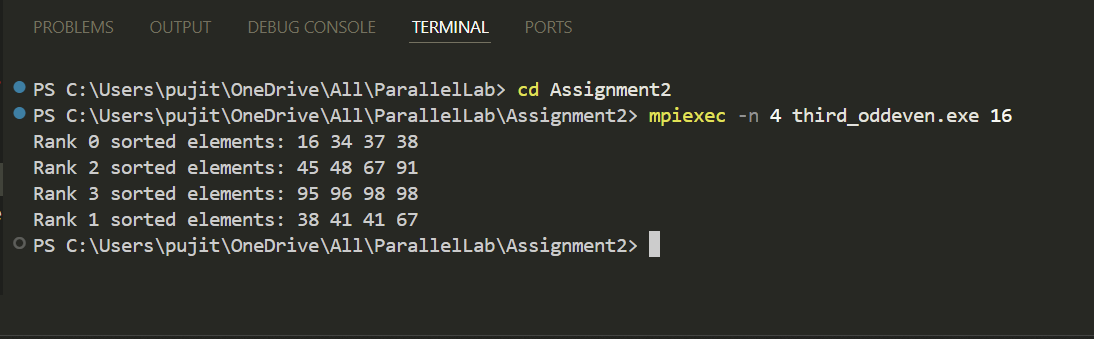 PROBLEMS OUTPUT DEBUG CONSOLE TERMINAL PORTS
PS C:\Users\pujit\OneDrive\All\ParallelLab> cd Assignment2
PS C:\Users\pujit\OneDrive\All\ParallelLab\Assignment2> mpiexec -n 4 third_oddeven.exe 16
Rank 0 sorted elements: 16 34 37 38
Rank 2 sorted elements: 45 48 67 91
Rank 3 sorted elements: 95 96 98 98
Rank 1 sorted elements: 38 41 41 67
PS C:\Users\pujit\OneDrive\All\ParallelLab\Assignment2>